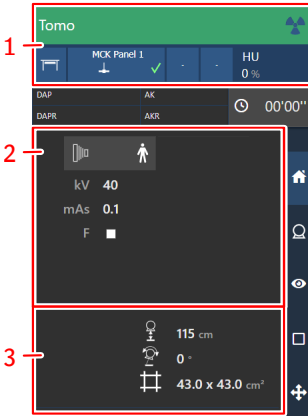 Tomo
1
MCK Panel 1
- -
HU
0 %
DAP AK
DAPR AKR
00'00''
2
kV 40
mAs 0.1
F
3
115 cm
0 °
43.0 x 43.0 cm²